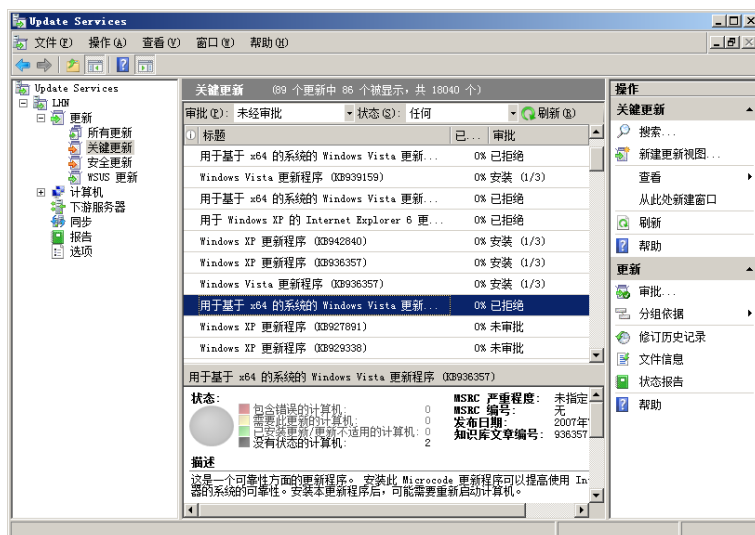 Update Services
文件(F) 操作(A) 查看(V) 窗口(W) 帮助(H)
Update Services
LHN
更新
所有更新
关键更新
安全更新
WSUS 更新
计算机
下游服务器
同步
报告
选项
关键更新 (89 个更新中 86 个被显示，共 18040 个)
审批(P): 未经审批 状态(S): 任何 刷新(R)
标题 已... 审批
用于基于 x64 的系统的 Windows Vista 更新... 0% 已拒绝
Windows Vista 更新程序 (KB939159) 0% 安装 (1/3)
用于基于 x64 的系统的 Windows Vista 更新... 0% 已拒绝
用于 Windows XP 的 Internet Explorer 6 更... 0% 已拒绝
Windows XP 更新程序 (KB942840) 0% 安装 (1/3)
Windows XP 更新程序 (KB936357) 0% 安装 (1/3)
Windows Vista 更新程序 (KB936357) 0% 安装 (1/3)
用于基于 x64 的系统的 Windows Vista 更新... 0% 已拒绝
Windows XP 更新程序 (KB927891) 0% 未审批
Windows XP 更新程序 (KB929338) 0% 未审批
用于基于 x64 的系统的 Windows Vista 更新程序 (KB936357)
状态:
包含错误的计算机: 0
需要此更新的计算机: 0
已安装更新/更新不适用的计算机: 0
没有状态的计算机: 2
MSRC 严重程度: 未指定
MSRC 编号: 无
发布日期: 2007年
知识库文章编号: 936357
描述
这是一个可靠性方面的更新程序。 安装此 Microcode 更新程序可以提高使用 In
器的系统的可靠性。安装本更新程序后，可能需要重新启动计算机。
操作
关键更新
搜索...
新建更新视图...
查看
从此处新建窗口
刷新
帮助
更新
审批...
分组依据
修订历史记录
文件信息
状态报告
帮助